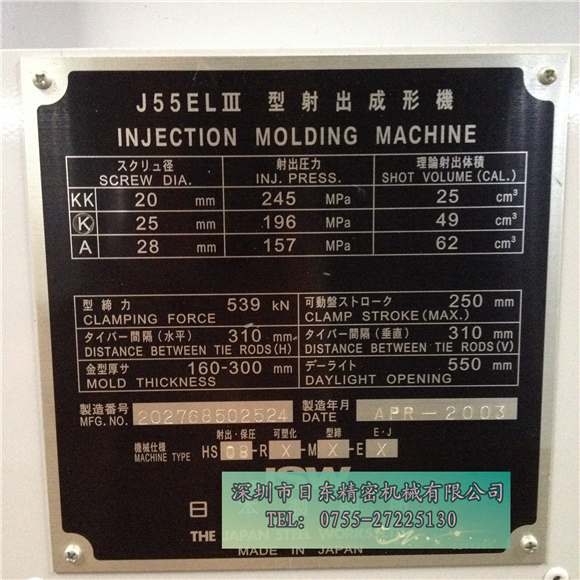 J55ELⅢ 型射出成形機
INJECTION MOLDING MACHINE
スクリュ径 射出圧力 理論射出体積
SCREW DIA. INJ. PRESS. SHOT VOLUME (CAL.)
KK 20 mm 245 MPa 25 cm³
K 25 mm 196 MPa 49 cm³
A 28 mm 157 MPa 62 cm³
型締力 539 kN 可動盤ストローク 250 mm
CLAMPING FORCE CLAMP STROKE (MAX.)
タイバー間隔(水平) 310 mm タイバー間隔(垂直) 310 mm
DISTANCE BETWEEN TIE RODS(H) DISTANCE BETWEEN TIE RODS(V)
金型厚サ 160-300 mm デーライト 550 mm
MOLD THICKNESS DAYLIGHT OPENING
製造番号 202768502524 製造年月 APR-2003
MFG. NO. DATE
射出・保圧 可塑化 型締 E・J
機械仕様 HS 08-R X-M X-E X
MACHINE TYPE
JSW
深圳市日东精密机械有限公司
TEL: 0755-27225130
日
THE JAPAN STEEL WORKS
MADE IN JAPAN